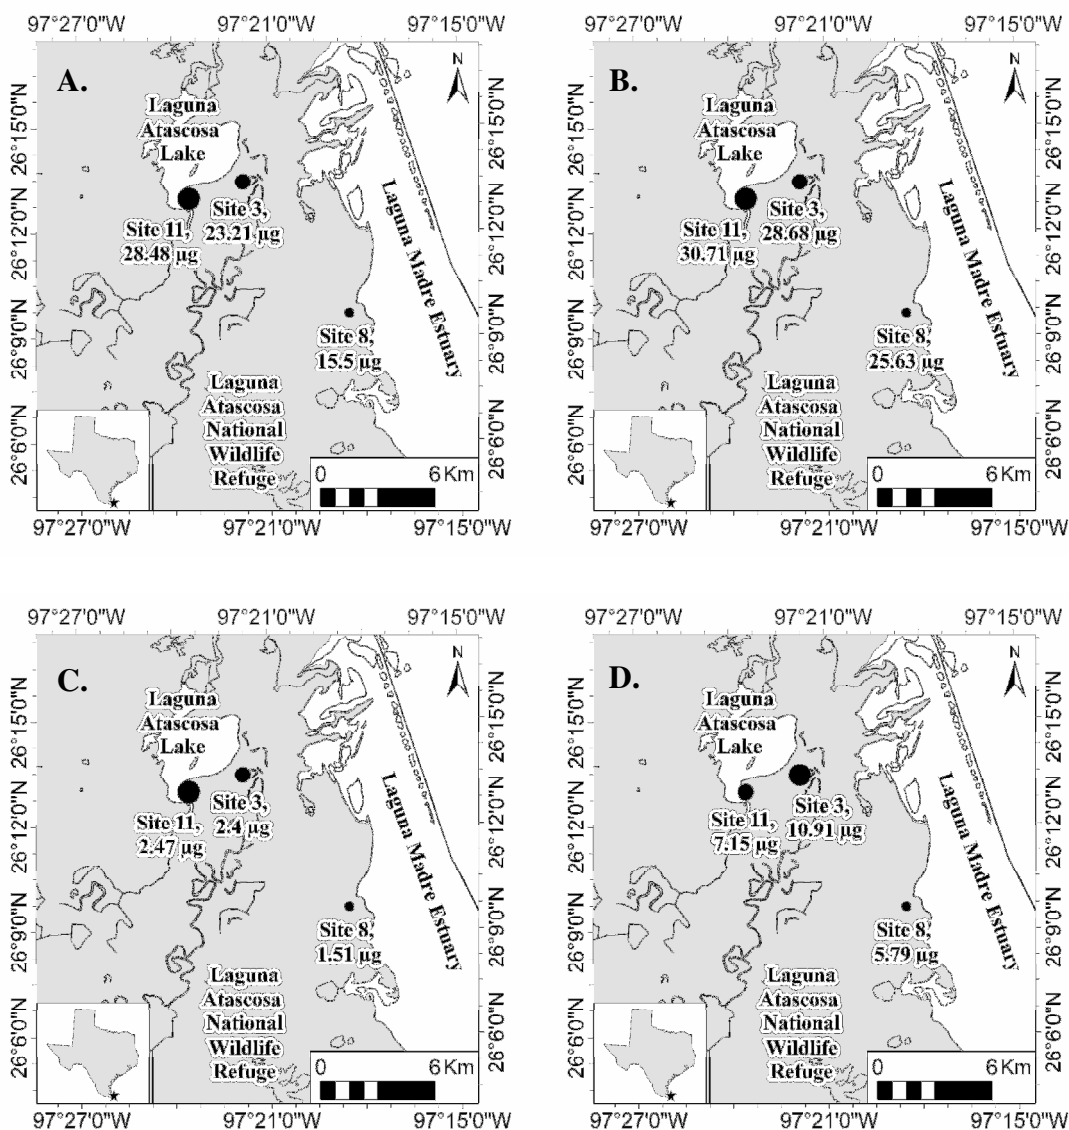 97°27'0"W 97°21'0"W 97°15'0"W
A.
N
26°15'0"N 26°15'0"N
Laguna
Atascosa
Lake
Site 3,
23.21 µg
Site 11,
28.48 µg
26°12'0"N 26°12'0"N
Laguna Madre Estuary
26°9'0"N 26°9'0"N
Site 8,
15.5 µg
Laguna
Atascosa
National
Wildlife
Refuge
26°6'0"N 26°6'0"N
0 6 Km
97°27'0"W 97°21'0"W 97°15'0"W
97°27'0"W 97°21'0"W 97°15'0"W
B.
N
26°15'0"N 26°15'0"N
Laguna
Atascosa
Lake
Site 3,
28.68 µg
Site 11,
30.71 µg
26°12'0"N 26°12'0"N
Laguna Madre Estuary
26°9'0"N 26°9'0"N
Site 8,
25.63 µg
Laguna
Atascosa
National
Wildlife
Refuge
26°6'0"N 26°6'0"N
0 6 Km
97°27'0"W 97°21'0"W 97°15'0"W
97°27'0"W 97°21'0"W 97°15'0"W
C.
N
26°15'0"N 26°15'0"N
Laguna
Atascosa
Lake
Site 3,
2.4 µg
Site 11,
2.47 µg
26°12'0"N 26°12'0"N
Laguna Madre Estuary
26°9'0"N 26°9'0"N
Site 8,
1.51 µg
Laguna
Atascosa
National
Wildlife
Refuge
26°6'0"N 26°6'0"N
0 6 Km
97°27'0"W 97°21'0"W 97°15'0"W
97°27'0"W 97°21'0"W 97°15'0"W
D.
N
26°15'0"N 26°15'0"N
Laguna
Atascosa
Lake
Site 3,
10.91 µg
Site 11,
7.15 µg
26°12'0"N 26°12'0"N
Laguna Madre Estuary
26°9'0"N 26°9'0"N
Site 8,
5.79 µg
Laguna
Atascosa
National
Wildlife
Refuge
26°6'0"N 26°6'0"N
0 6 Km
97°27'0"W 97°21'0"W 97°15'0"W